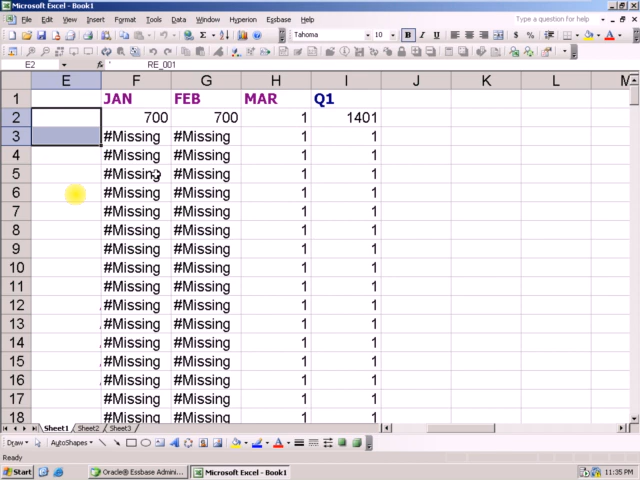 Microsoft Excel - Book1
File Edit View Insert Format Tools Data Window Hyperion Essbase Help Type a question for help
Tahoma 10 B I U $ %
E2 fx ' RE_001
E F G H I J K L M
1 JAN FEB MAR Q1
2 700 700 1 1401
3 #Missing #Missing 1 1
4 #Missing #Missing 1 1
5 #Missing #Missing 1 1
6 #Missing #Missing 1 1
7 #Missing #Missing 1 1
8 #Missing #Missing 1 1
9 #Missing #Missing 1 1
10 #Missing #Missing 1 1
11 #Missing #Missing 1 1
12 #Missing #Missing 1 1
13 #Missing #Missing 1 1
14 #Missing #Missing 1 1
15 #Missing #Missing 1 1
16 #Missing #Missing 1 1
17 #Missing #Missing 1 1
18 #Missing #Missing 1 1
Sheet1 Sheet2 Sheet3
Draw AutoShapes
Ready
Start Oracle® Essbase Admini... Microsoft Excel - Book1 11:35 PM